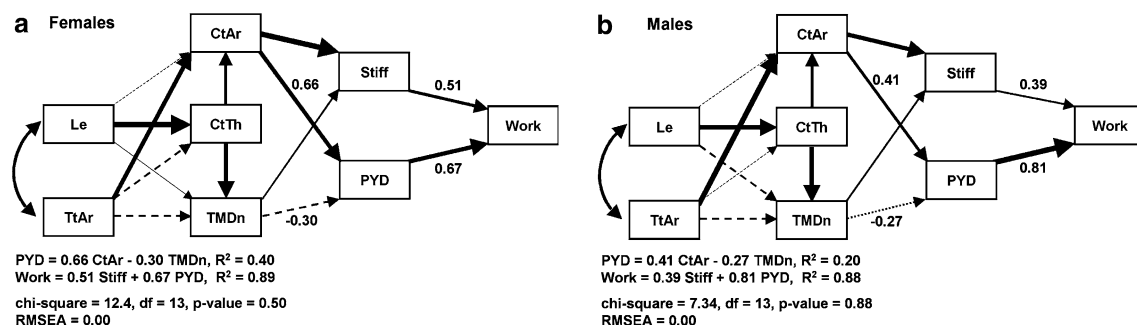 a Females
CtAr
Stiff
0.66
0.51
Le
CtTh
Work
PYD
0.67
TtAr
TMDn
-0.30
PYD = 0.66 CtAr - 0.30 TMDn, R² = 0.40
Work = 0.51 Stiff + 0.67 PYD, R² = 0.89
chi-square = 12.4, df = 13, p-value = 0.50
RMSEA = 0.00
b Males
CtAr
Stiff
0.41
0.39
Le
CtTh
Work
PYD
0.81
TtAr
TMDn
-0.27
PYD = 0.41 CtAr - 0.27 TMDn, R² = 0.20
Work = 0.39 Stiff + 0.81 PYD, R² = 0.88
chi-square = 7.34, df = 13, p-value = 0.88
RMSEA = 0.00